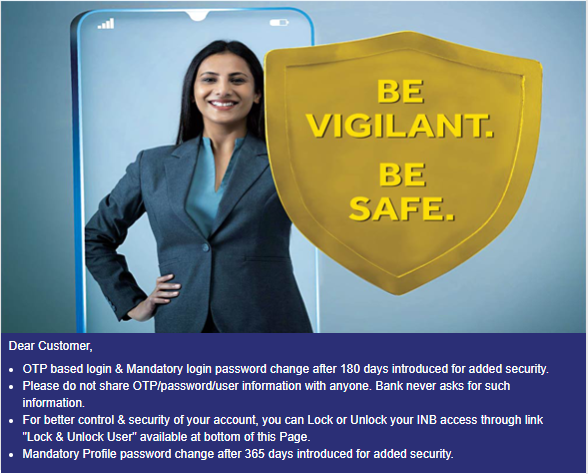 BE
VIGILANT.
BE
SAFE.
Dear Customer,
• OTP based login & Mandatory login password change after 180 days introduced for added security.
• Please do not share OTP/password/user information with anyone. Bank never asks for such
information.
• For better control & security of your account, you can Lock or Unlock your INB access through link
"Lock & Unlock User" available at bottom of this Page.
• Mandatory Profile password change after 365 days introduced for added security.